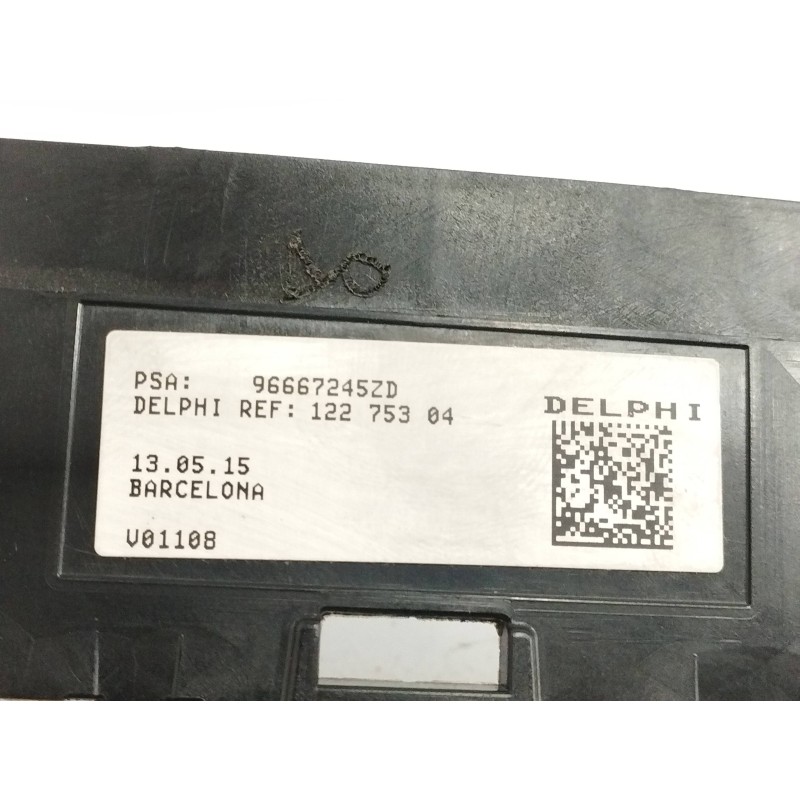 PSA: 96667245ZD
DELPHI REF: 122 753 04
DELPHI
13.05.15
BARCELONA
V01108